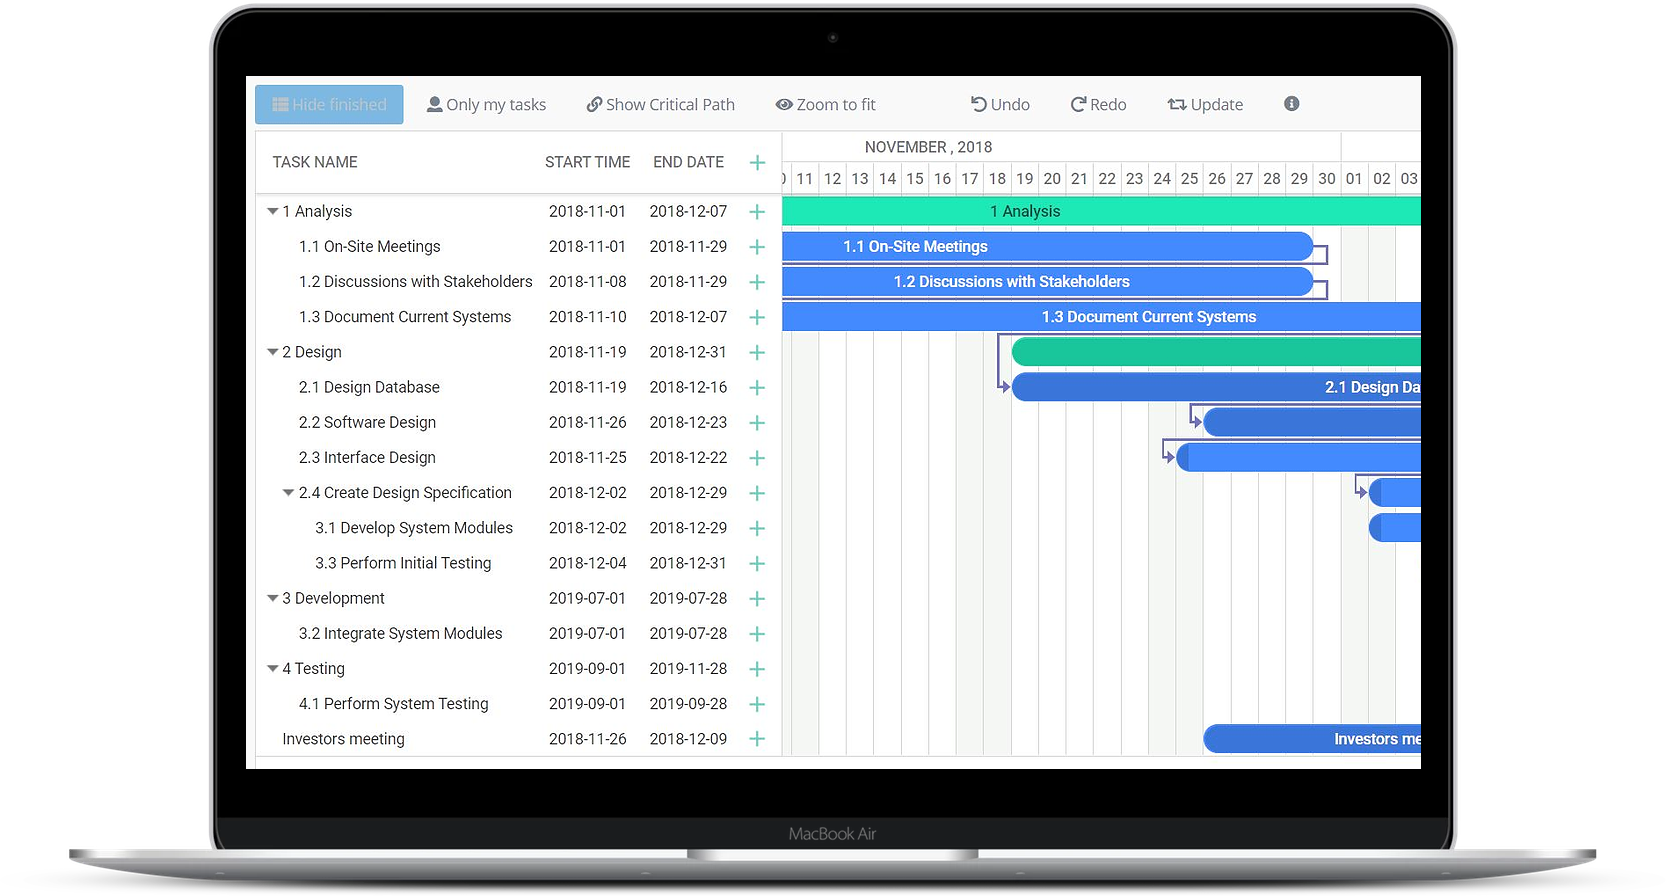 Hide finished Only my tasks Show Critical Path Zoom to fit Undo Redo Update
TASK NAME START TIME END DATE +
NOVEMBER , 2018
11 12 13 14 15 16 17 18 19 20 21 22 23 24 25 26 27 28 29 30 01 02 03
1 Analysis 2018-11-01 2018-12-07 + 1 Analysis
1.1 On-Site Meetings 2018-11-01 2018-11-29 + 1.1 On-Site Meetings
1.2 Discussions with Stakeholders 2018-11-08 2018-11-29 + 1.2 Discussions with Stakeholders
1.3 Document Current Systems 2018-11-10 2018-12-07 + 1.3 Document Current Systems
2 Design 2018-11-19 2018-12-31 +
2.1 Design Database 2018-11-19 2018-12-16 + 2.1 Design Da
2.2 Software Design 2018-11-26 2018-12-23 +
2.3 Interface Design 2018-11-25 2018-12-22 +
2.4 Create Design Specification 2018-12-02 2018-12-29 +
3.1 Develop System Modules 2018-12-02 2018-12-29 +
3.3 Perform Initial Testing 2018-12-04 2018-12-31 +
3 Development 2019-07-01 2019-07-28 +
3.2 Integrate System Modules 2019-07-01 2019-07-28 +
4 Testing 2019-09-01 2019-11-28 +
4.1 Perform System Testing 2019-09-01 2019-09-28 +
Investors meeting 2018-11-26 2018-12-09 + Investors me
MacBook Air